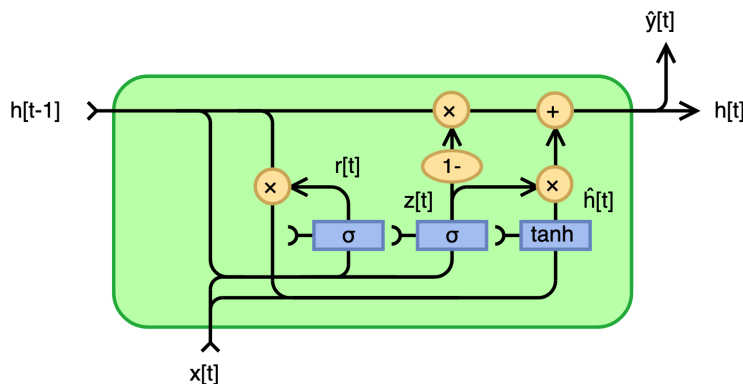 ŷ[t]
h[t-1]
×
+
h[t]
1-
r[t]
×
z[t]
×
ĥ[t]
σ
σ
tanh
x[t]